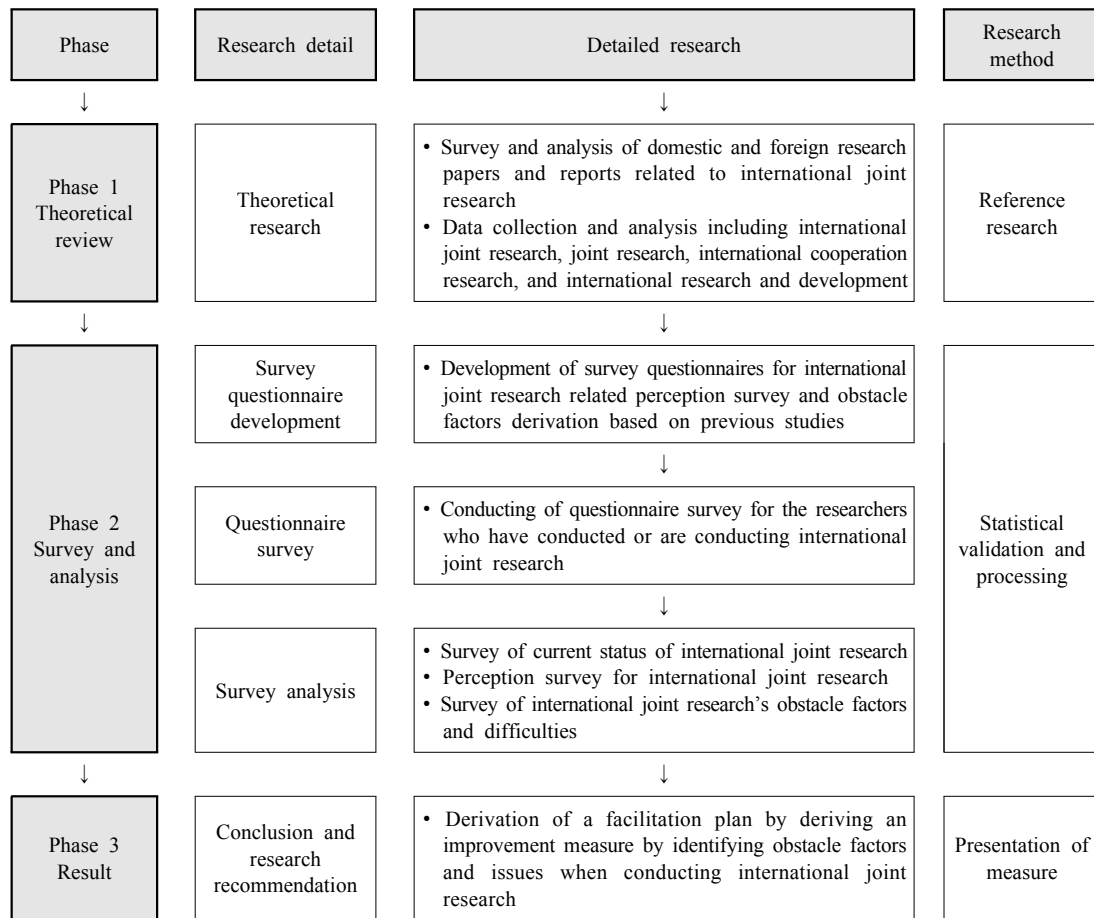 Phase
Research detail
Detailed research
Research
method
↓
↓
↓
↓
Phase 1
Theoretical
review
Theoretical
research
• Survey and analysis of domestic and foreign research
papers and reports related to international joint
research
• Data collection and analysis including international
joint research, joint research, international cooperation
research, and international research and development
Reference
research
↓
↓
↓
↓
Phase 2
Survey and
analysis
Survey
questionnaire
development
• Development of survey questionnaires for international
joint research related perception survey and obstacle
factors derivation based on previous studies
↓
↓
Questionnaire
survey
• Conducting of questionnaire survey for the researchers
who have conducted or are conducting international
joint research
↓
↓
Survey analysis
• Survey of current status of international joint research
• Perception survey for international joint research
• Survey of international joint research's obstacle factors
and difficulties
Statistical
validation and
processing
↓
↓
↓
↓
Phase 3
Result
Conclusion and
research
recommendation
• Derivation of a facilitation plan by deriving an
improvement measure by identifying obstacle factors
and issues when conducting international joint
research
Presentation of
measure